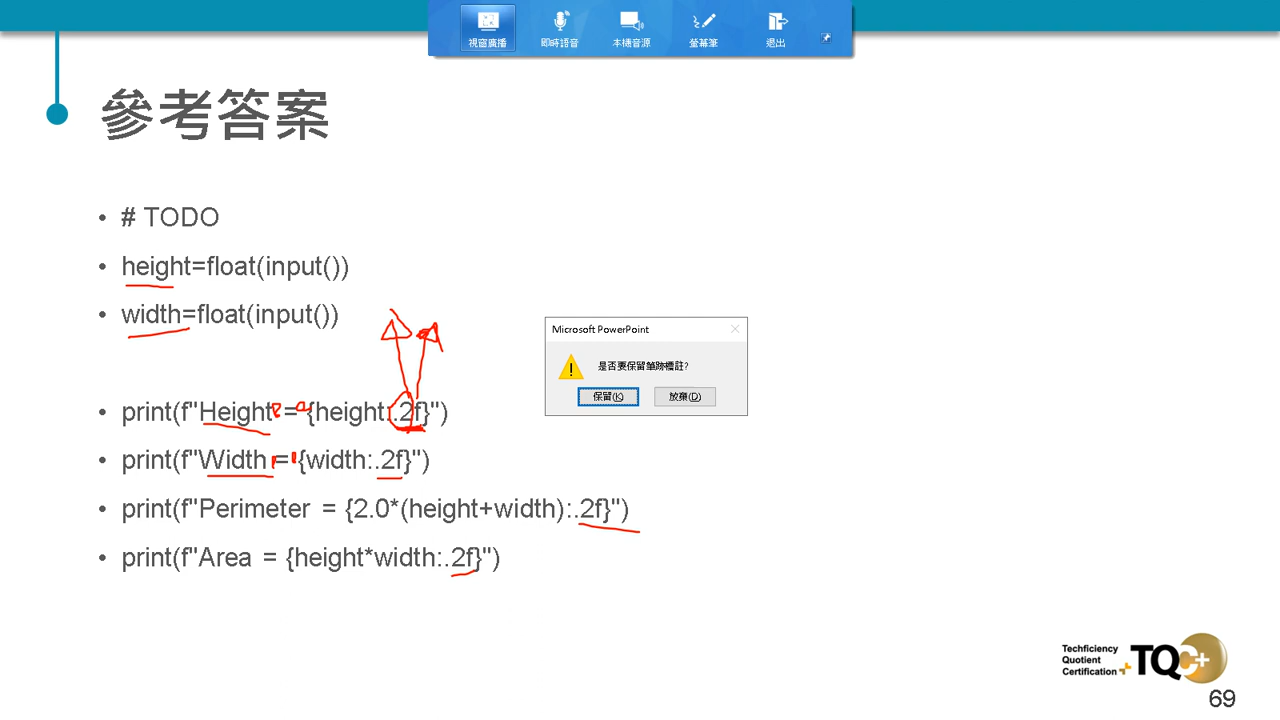 視窗廣播 即時語音 本機音源 螢幕筆 退出
參考答案
• # TODO
• height=float(input())
• width=float(input())
Microsoft PowerPoint
是否要保留筆跡標註?
保留(K) 放棄(D)
• print(f"Height = {height:.2f}")
• print(f"Width = {width:.2f}")
• print(f"Perimeter = {2.0*(height+width):.2f}")
• print(f"Area = {height*width:.2f}")
Techficiency
Quotient
Certification
TQC+
69